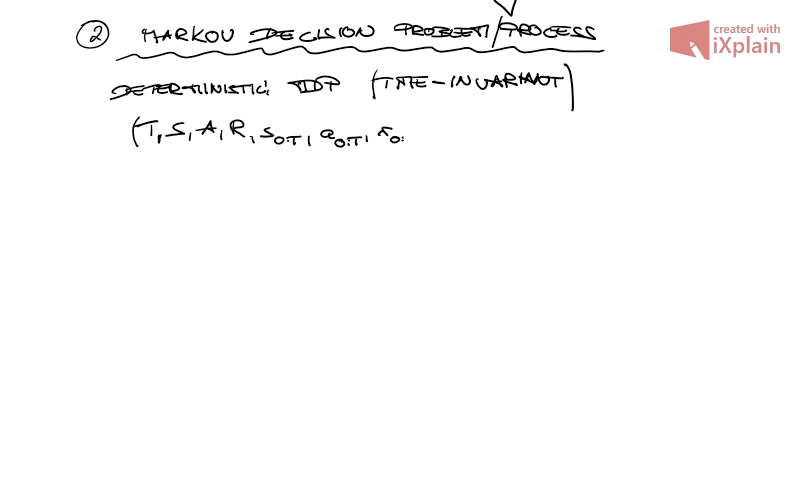 ② MARKOV DECISION PROBLEM/PROCESS
created with
iXplain
DETERMINISTIC MDP (TIME-INVARIANT)
(T, S, A, R, s0:T, a0:T, r0: